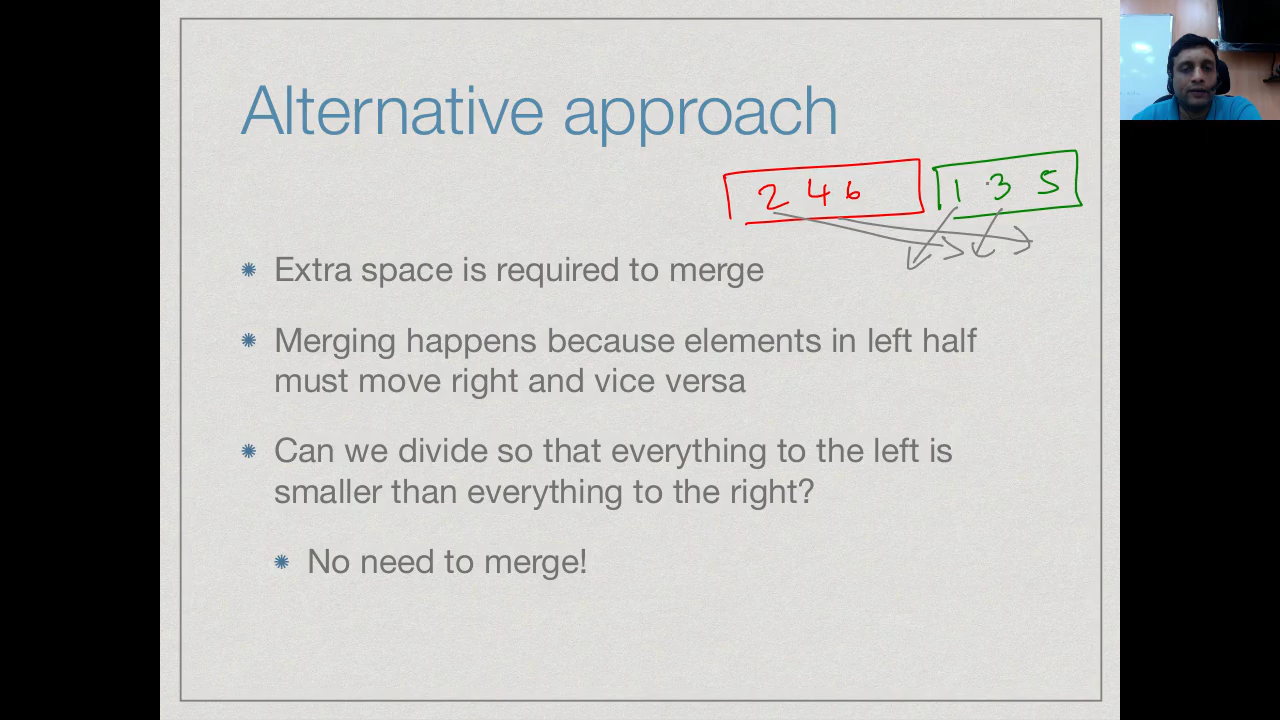 Alternative approach
2 4 6 1 3 5
Extra space is required to merge
Merging happens because elements in left half
must move right and vice versa
Can we divide so that everything to the left is
smaller than everything to the right?
No need to merge!